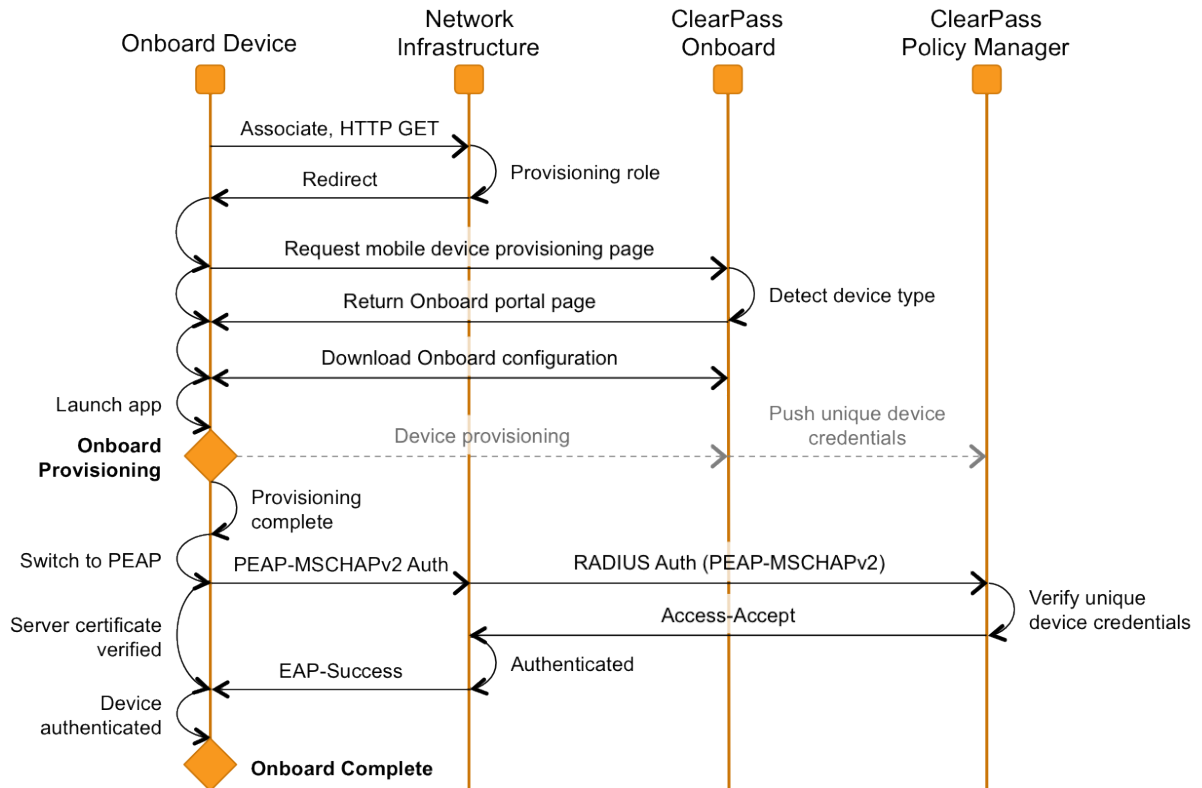 Onboard Device
Network
Infrastructure
ClearPass
Onboard
ClearPass
Policy Manager
Associate, HTTP GET
Provisioning role
Redirect
Request mobile device provisioning page
Detect device type
Return Onboard portal page
Download Onboard configuration
Launch app
Push unique device
credentials
Device provisioning
Onboard
Provisioning
Provisioning
complete
Switch to PEAP
PEAP-MSCHAPv2 Auth
RADIUS Auth (PEAP-MSCHAPv2)
Verify unique
device credentials
Access-Accept
Server certificate
verified
Authenticated
EAP-Success
Device
authenticated
Onboard Complete